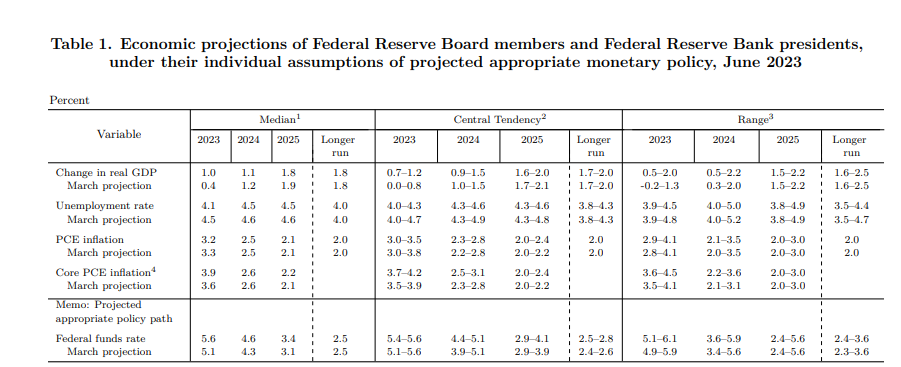 Table 1. Economic projections of Federal Reserve Board members and Federal Reserve Bank presidents,
under their individual assumptions of projected appropriate monetary policy, June 2023
Percent
Variable Median1 Central Tendency2 Range3
2023 2024 2025 Longer run 2023 2024 2025 Longer run 2023 2024 2025 Longer run
Change in real GDP 1.0 1.1 1.8 1.8 0.7–1.2 0.9–1.5 1.6–2.0 1.7–2.0 0.5–2.0 0.5–2.2 1.5–2.2 1.6–2.5
March projection 0.4 1.2 1.9 1.8 0.0–0.8 1.0–1.5 1.7–2.1 1.7–2.0 -0.2–1.3 0.3–2.0 1.5–2.2 1.6–2.5
Unemployment rate 4.1 4.5 4.5 4.0 4.0–4.3 4.3–4.6 4.3–4.6 3.8–4.3 3.9–4.5 4.0–5.0 3.8–4.9 3.5–4.4
March projection 4.5 4.6 4.6 4.0 4.0–4.7 4.3–4.9 4.3–4.8 3.8–4.3 3.9–4.8 4.0–5.2 3.8–4.9 3.5–4.7
PCE inflation 3.2 2.5 2.1 2.0 3.0–3.5 2.3–2.8 2.0–2.4 2.0 2.9–4.1 2.1–3.5 2.0–3.0 2.0
March projection 3.3 2.5 2.1 2.0 3.0–3.8 2.2–2.8 2.0–2.2 2.0 2.8–4.1 2.0–3.5 2.0–3.0 2.0
Core PCE inflation4 3.9 2.6 2.2 3.7–4.2 2.5–3.1 2.0–2.4 3.6–4.5 2.2–3.6 2.0–3.0
March projection 3.6 2.6 2.1 3.5–3.9 2.3–2.8 2.0–2.2 3.5–4.1 2.1–3.1 2.0–3.0
Memo: Projected
appropriate policy path
Federal funds rate 5.6 4.6 3.4 2.5 5.4–5.6 4.4–5.1 2.9–4.1 2.5–2.8 5.1–6.1 3.6–5.9 2.4–5.6 2.4–3.6
March projection 5.1 4.3 3.1 2.5 5.1–5.6 3.9–5.1 2.9–3.9 2.4–2.6 4.9–5.9 3.4–5.6 2.4–5.6 2.3–3.6